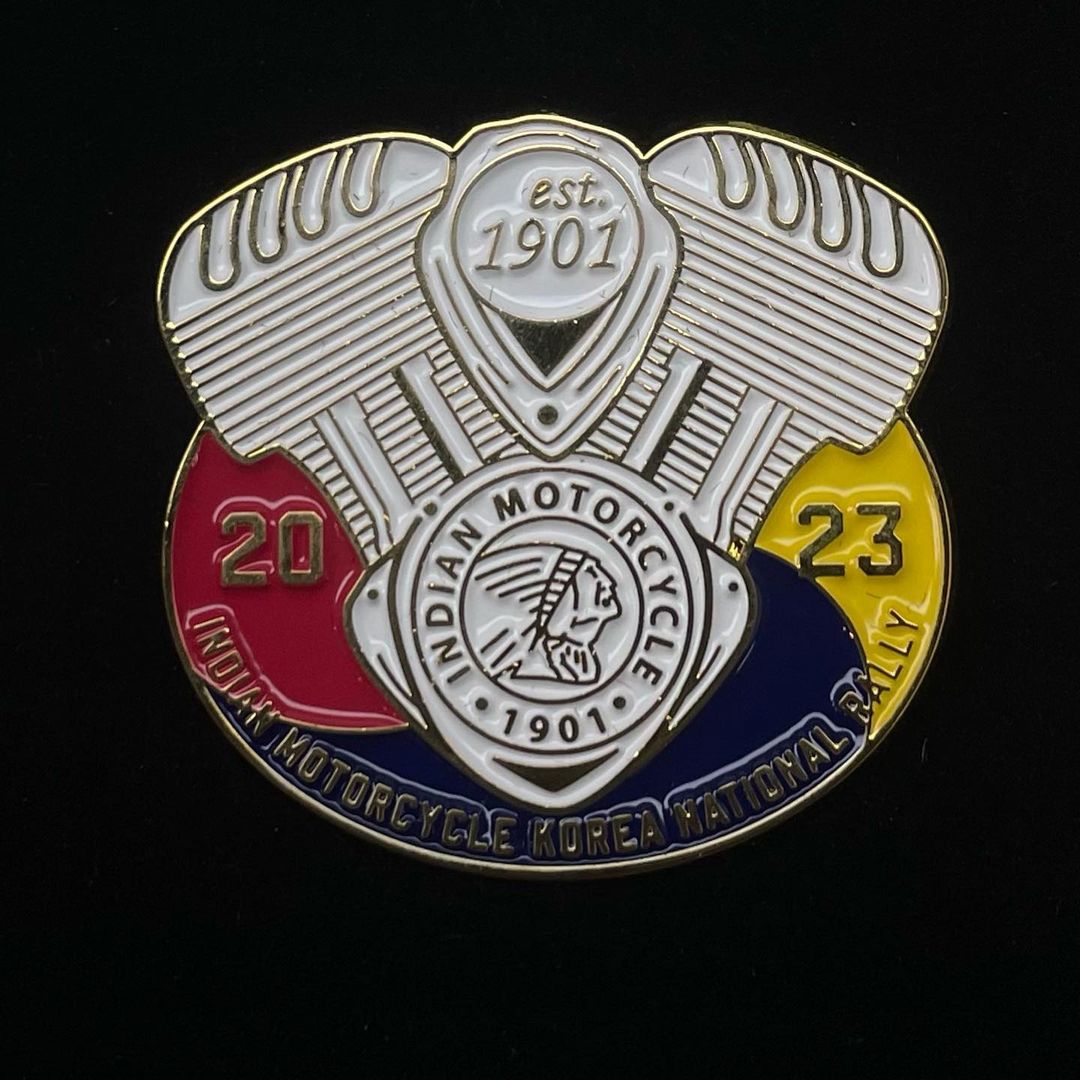 est.
1901
20
23
INDIAN MOTORCYCLE
• 1901 •
INDIAN MOTORCYCLE KOREA NATIONAL RALLY